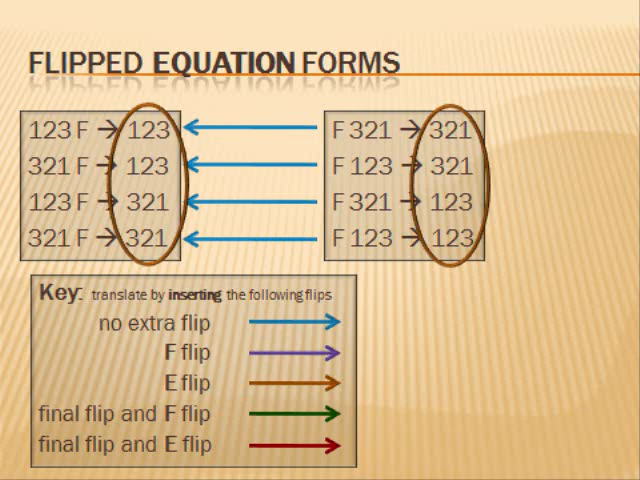 FLIPPED EQUATION FORMS
123 F → 123
321 F → 123
123 F → 321
321 F → 321
F 321 → 321
F 123 → 321
F 321 → 123
F 123 → 123
Key: translate by inserting the following flips
no extra flip
F flip
E flip
final flip and F flip
final flip and E flip